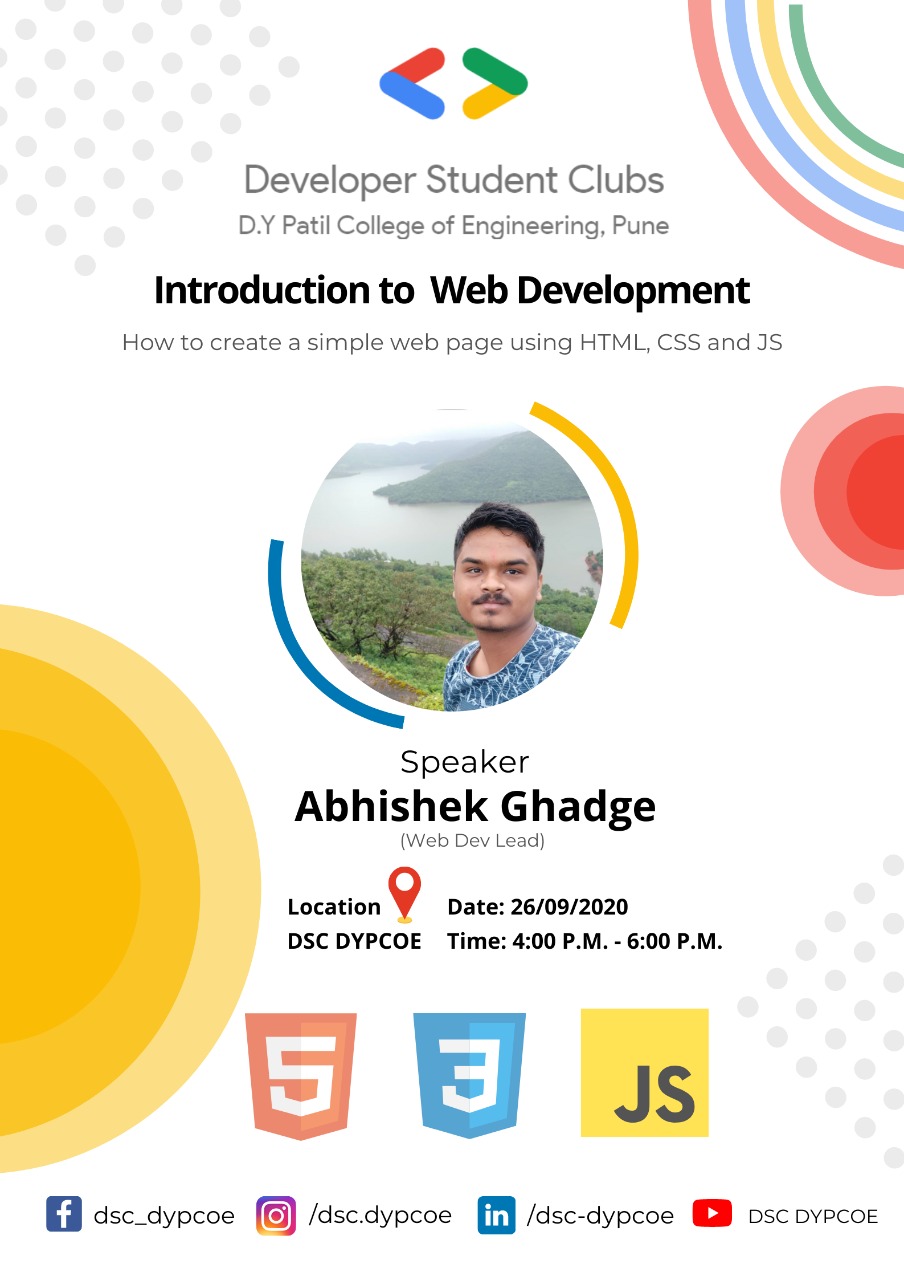 Developer Student Clubs
D.Y Patil College of Engineering, Pune
Introduction to Web Development
How to create a simple web page using HTML, CSS and JS
Speaker
Abhishek Ghadge
(Web Dev Lead)
Location
DSC DYPCOE
Date: 26/09/2020
Time: 4:00 P.M. - 6:00 P.M.
5
3
JS
dsc_dypcoe
/dsc.dypcoe
in
/dsc-dypcoe
DSC DYPCOE